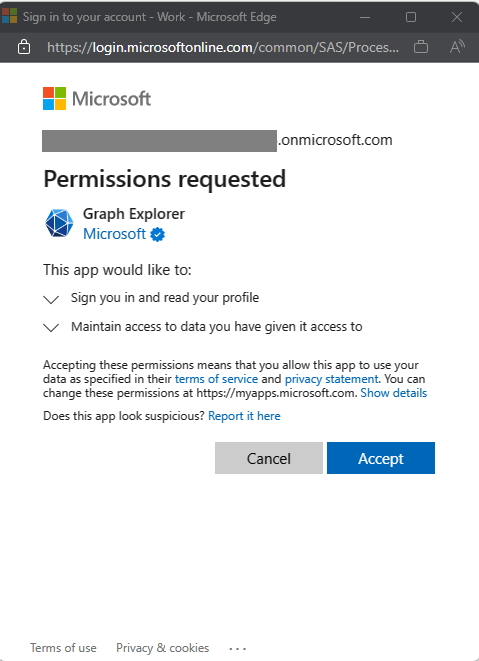 Sign in to your account - Work - Microsoft Edge
https://login.microsoftonline.com/common/SAS/Proces...
Microsoft
.onmicrosoft.com
Permissions requested
Graph Explorer
Microsoft
This app would like to:
Sign you in and read your profile
Maintain access to data you have given it access to
Accepting these permissions means that you allow this app to use your
data as specified in their terms of service and privacy statement. You can
change these permissions at https://myapps.microsoft.com. Show details
Does this app look suspicious? Report it here
Cancel Accept
Terms of use Privacy & cookies ...